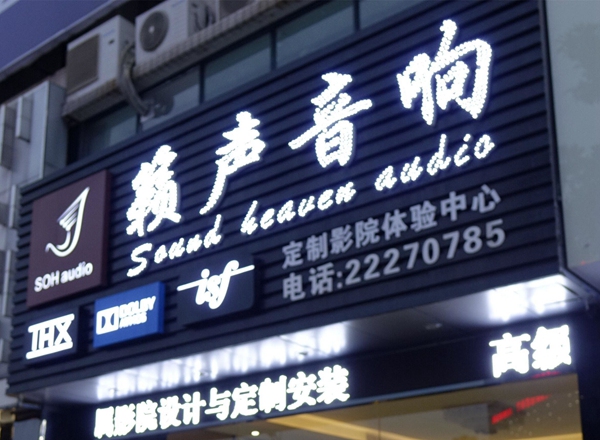 籁声音响
Sound heaven audio
SOH audio
定制影院体验中心
电话:22270785
THX
DOLBY
isf
影院设计与定制安装
高级